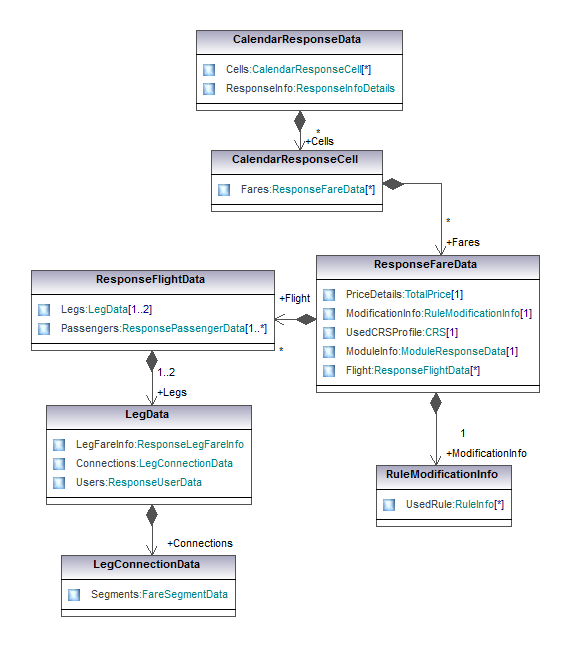 CalendarResponseData
Cells:CalendarResponseCell[*]
ResponseInfo:ResponseInfoDetails
*
+Cells
CalendarResponseCell
Fares:ResponseFareData[*]
*
+Fares
ResponseFareData
PriceDetails:TotalPrice[1]
ModificationInfo:RuleModificationInfo[1]
UsedCRSProfile:CRS[1]
ModuleInfo:ModuleResponseData[1]
Flight:ResponseFlightData[*]
+Flight
*
ResponseFlightData
Legs:LegData[1..2]
Passengers:ResponsePassengerData[1..*]
1..2
+Legs
LegData
LegFareInfo:ResponseLegFareInfo
Connections:LegConnectionData
Users:ResponseUserData
1
+ModificationInfo
RuleModificationInfo
UsedRule:RuleInfo[*]
+Connections
LegConnectionData
Segments:FareSegmentData